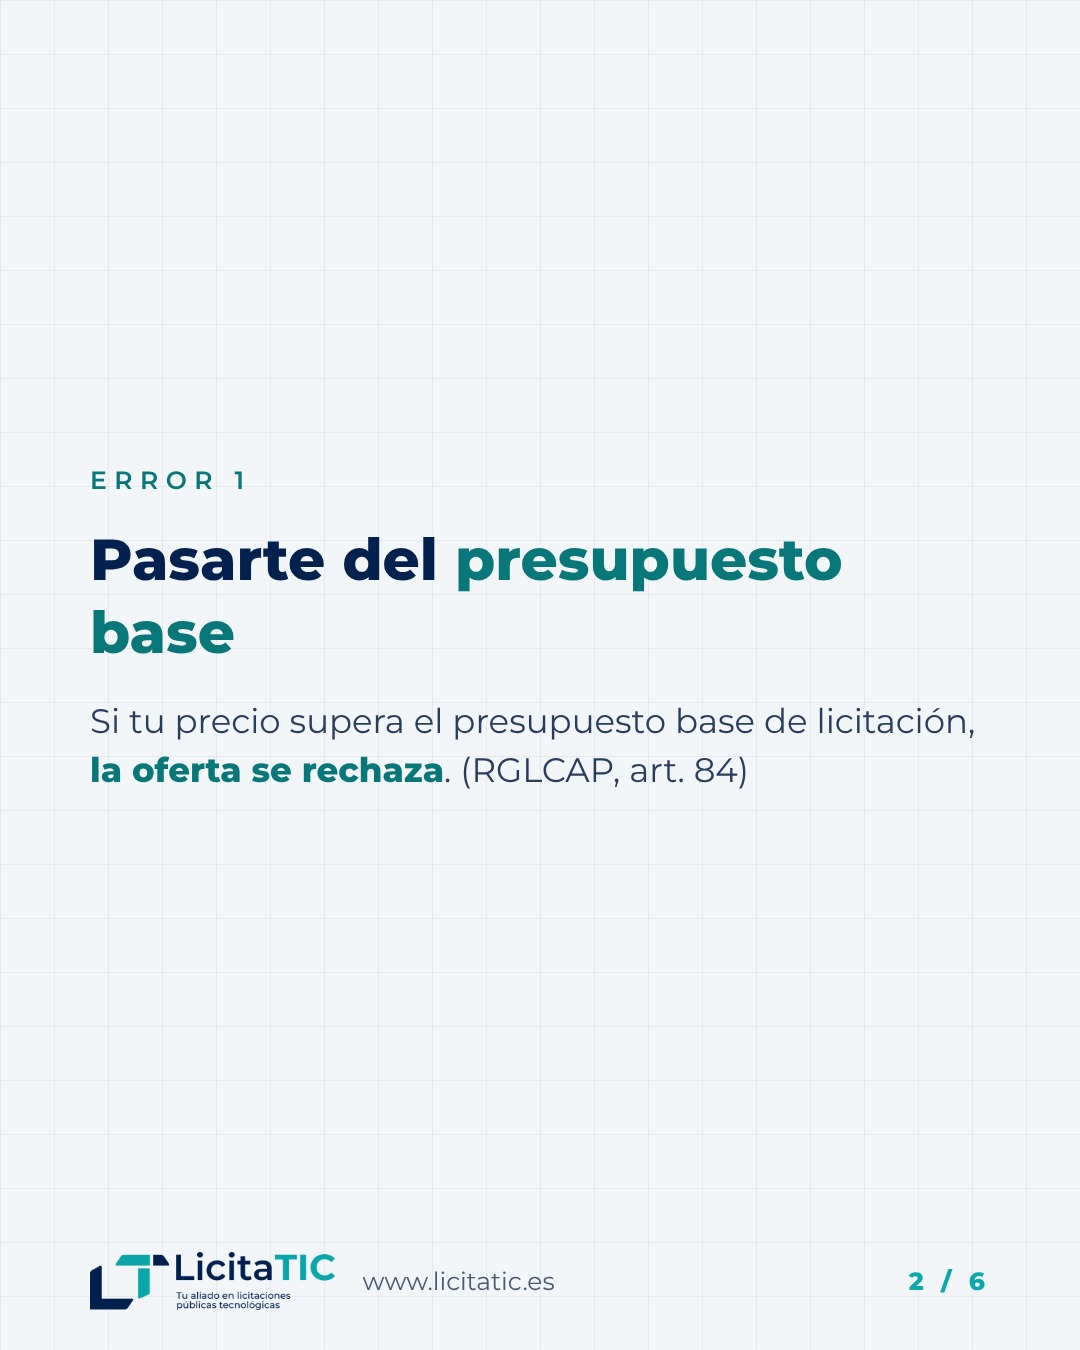 ERROR 1
Pasarte del presupuesto
base
Si tu precio supera el presupuesto base de licitación,
la oferta se rechaza. (RGLCAP, art. 84)
LicitaTIC
Tu aliado en licitaciones
públicas tecnológicas
www.licitatic.es
2 / 6